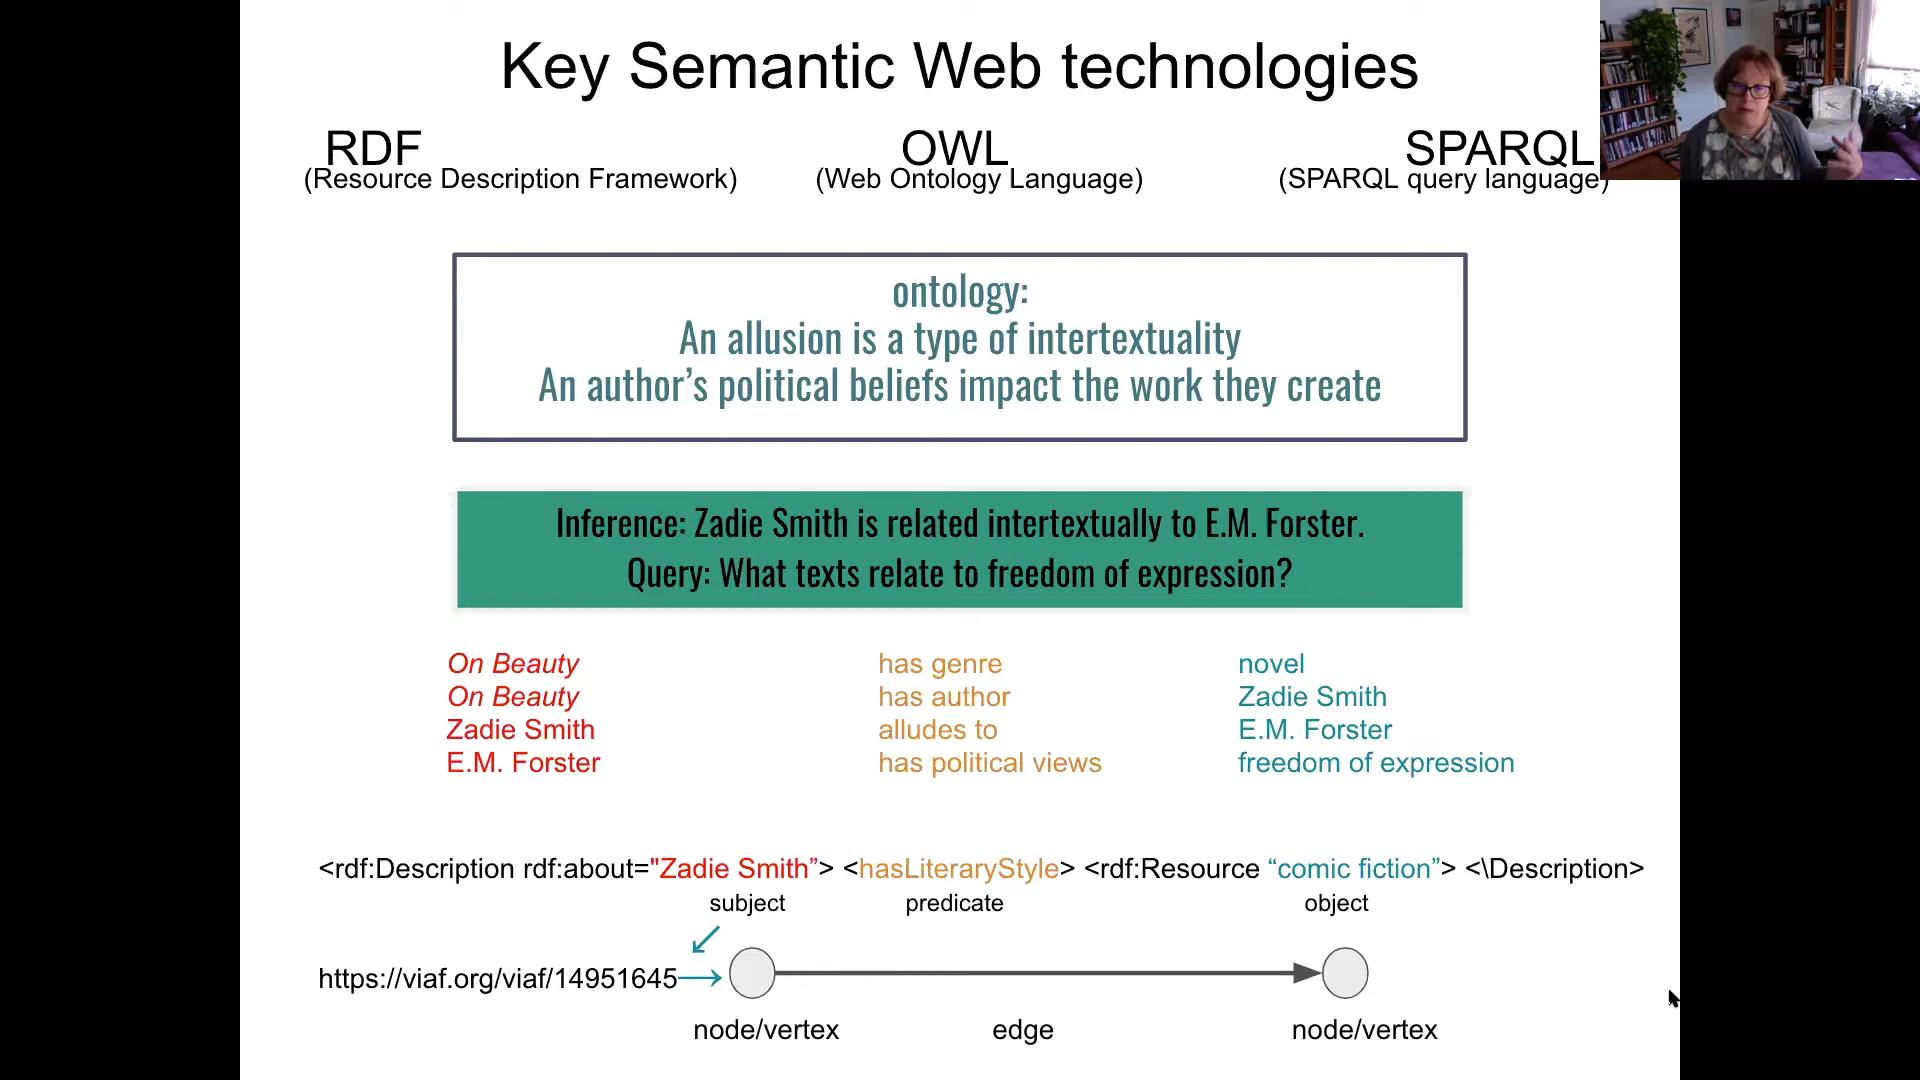 Key Semantic Web technologies
RDF
(Resource Description Framework)
OWL
(Web Ontology Language)
SPARQL
(SPARQL query language)
ontology:
An allusion is a type of intertextuality
An author’s political beliefs impact the work they create
Inference: Zadie Smith is related intertextually to E.M. Forster.
Query: What texts relate to freedom of expression?
On Beauty has genre novel
On Beauty has author Zadie Smith
Zadie Smith alludes to E.M. Forster
E.M. Forster has political views freedom of expression
<rdf:Description rdf:about="Zadie Smith”> <hasLiteraryStyle> <rdf:Resource “comic fiction”> <\Description>
subject predicate object
https://viaf.org/viaf/14951645
node/vertex edge node/vertex